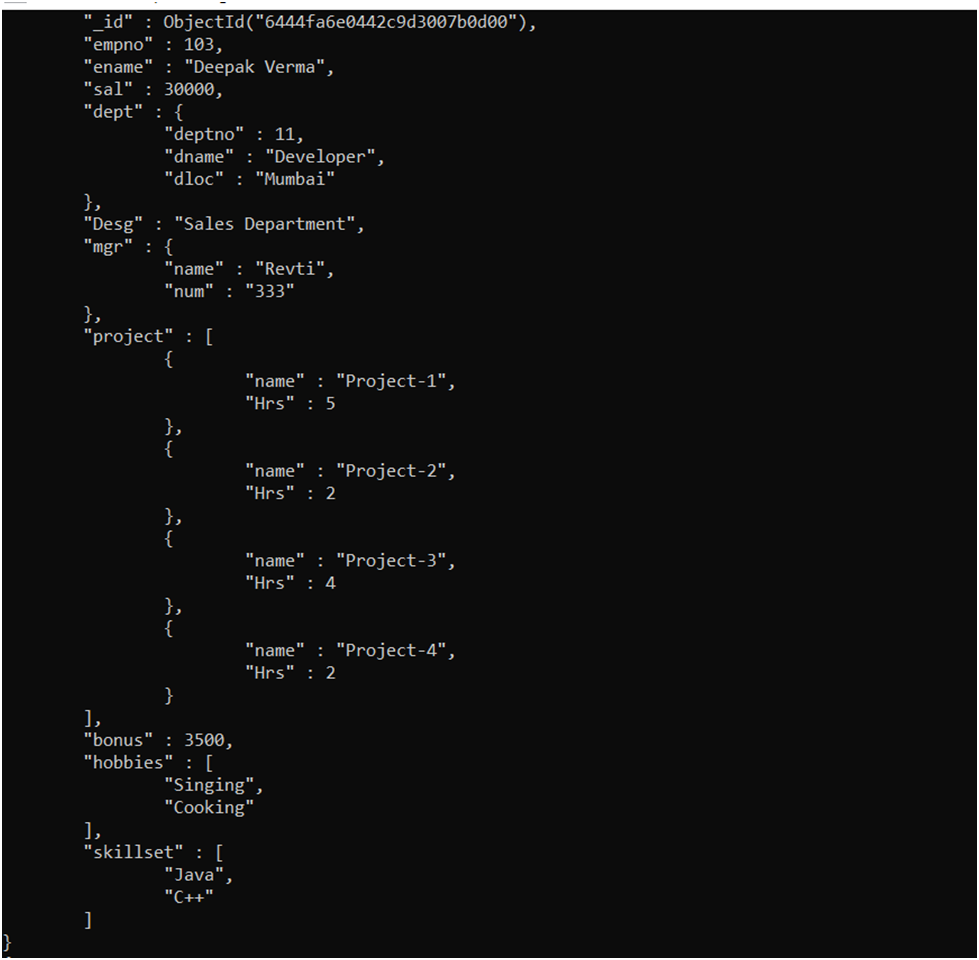 "_id" : ObjectId("6444fa6e0442c9d3007b0d00"),
"empno" : 103,
"ename" : "Deepak Verma",
"sal" : 30000,
"dept" : {
"deptno" : 11,
"dname" : "Developer",
"dloc" : "Mumbai"
},
"Desg" : "Sales Department",
"mgr" : {
"name" : "Revti",
"num" : "333"
},
"project" : [
{
"name" : "Project-1",
"Hrs" : 5
},
{
"name" : "Project-2",
"Hrs" : 2
},
{
"name" : "Project-3",
"Hrs" : 4
},
{
"name" : "Project-4",
"Hrs" : 2
}
],
"bonus" : 3500,
"hobbies" : [
"Singing",
"Cooking"
],
"skillset" : [
"Java",
"C++"
]
}